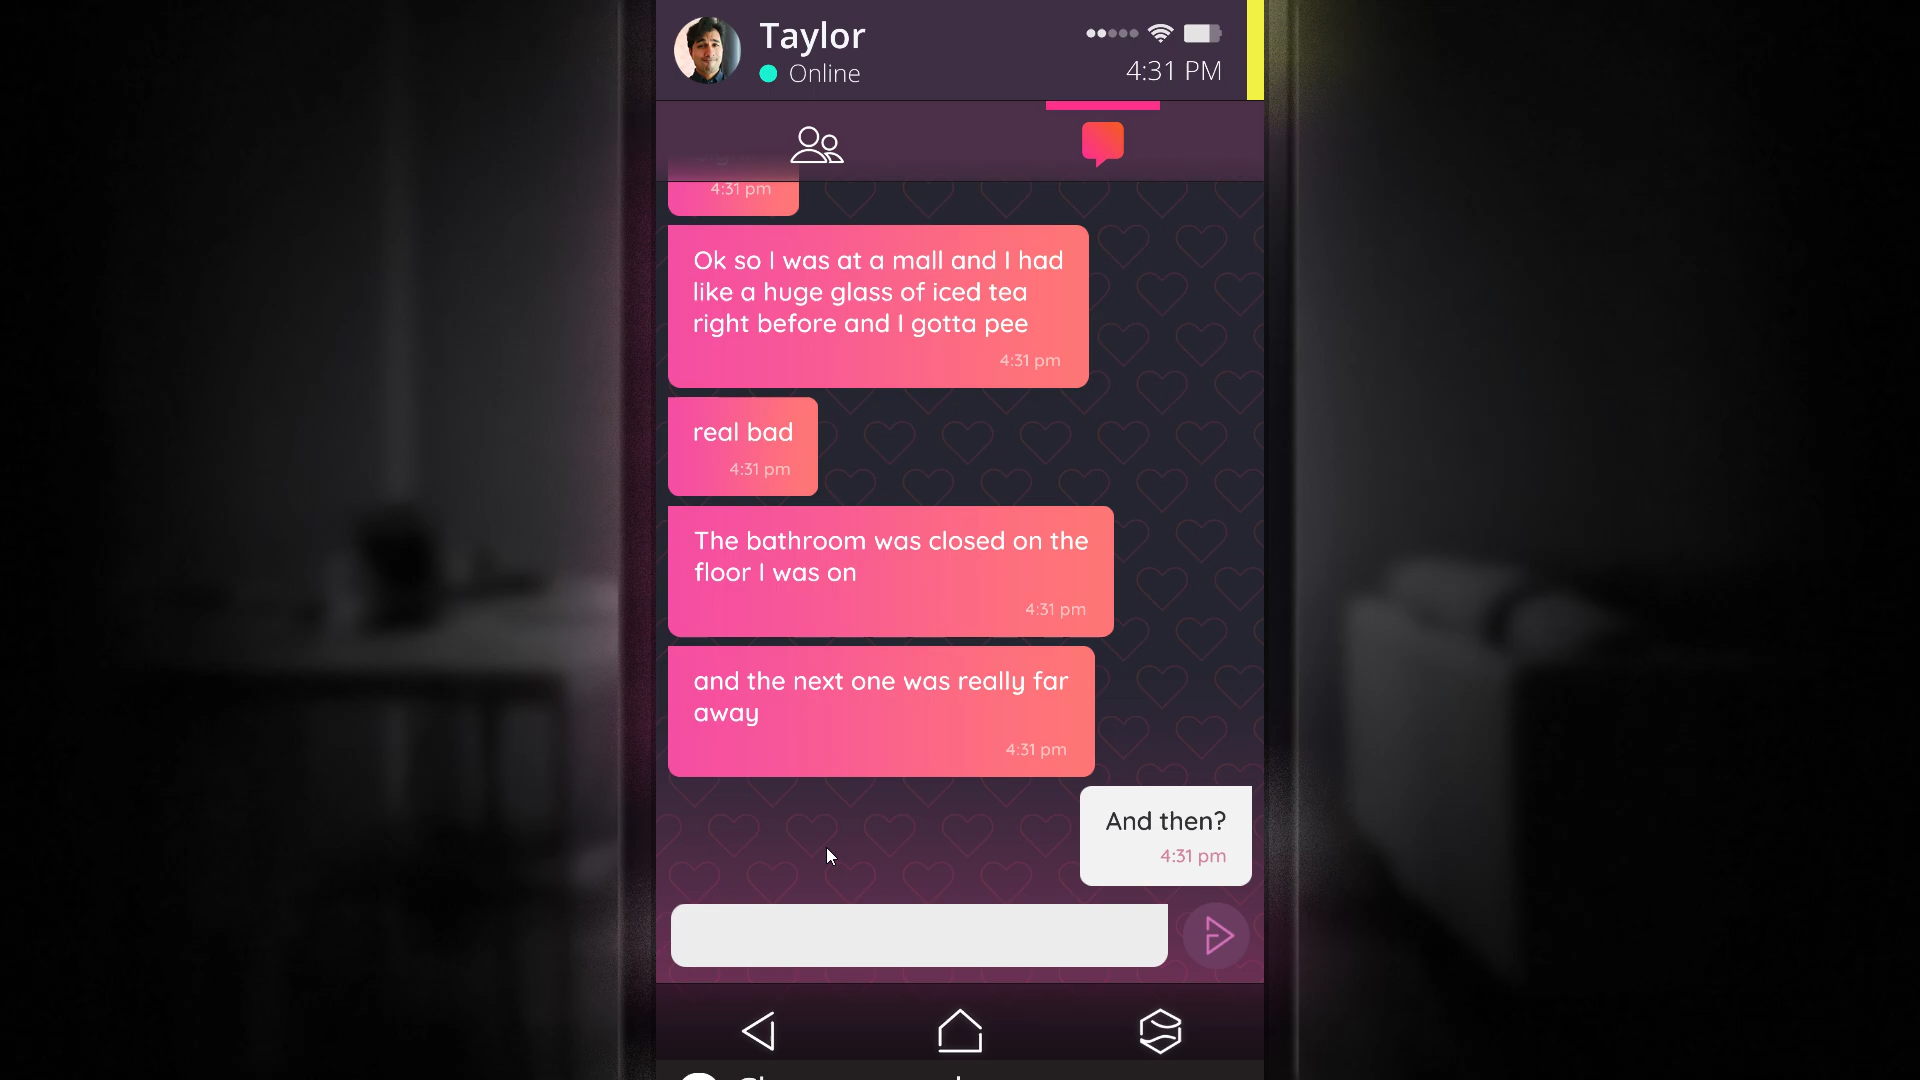 Taylor
Online
4:31 PM
4:31 pm
Ok so I was at a mall and I had
like a huge glass of iced tea
right before and I gotta pee
4:31 pm
real bad
4:31 pm
The bathroom was closed on the
floor I was on
4:31 pm
and the next one was really far
away
4:31 pm
And then?
4:31 pm